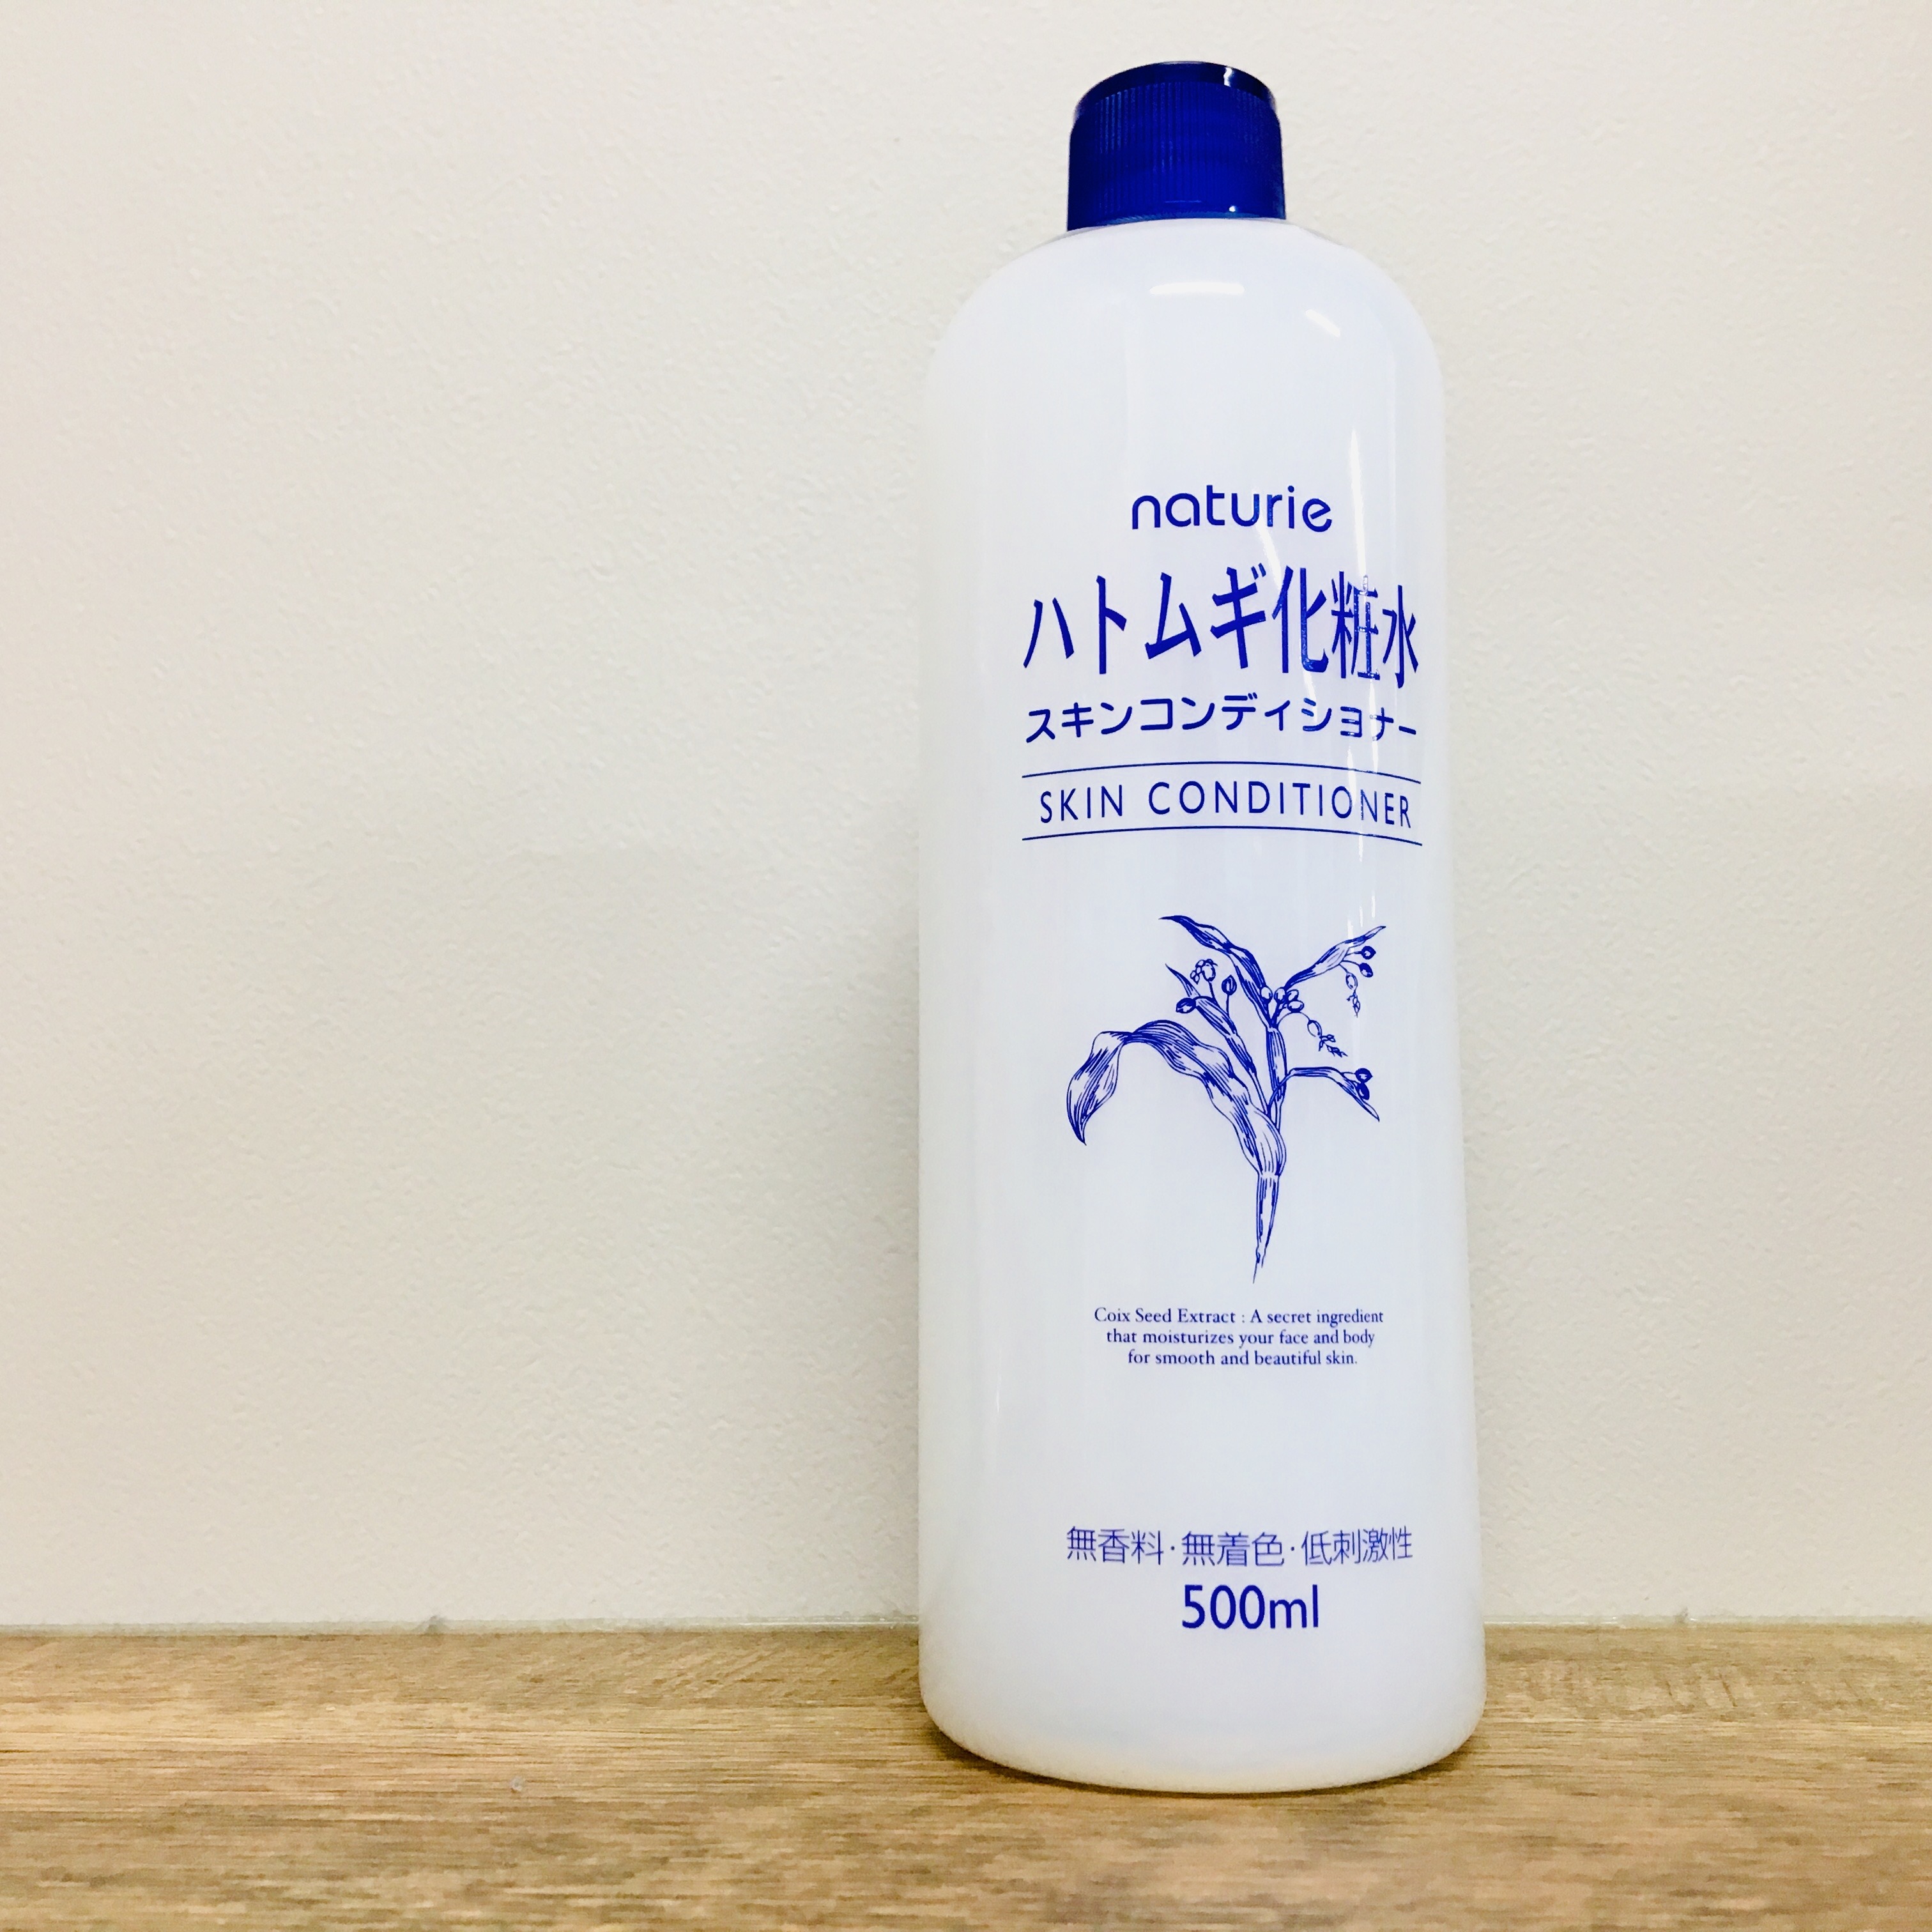 naturie
ハトムギ化粧水
スキンコンディショナー
SKIN CONDITIONER
Coix Seed Extract : A secret ingredient
that moisturizes your face and body
for smooth and beautiful skin.
無香料・無着色・低刺激性
500ml